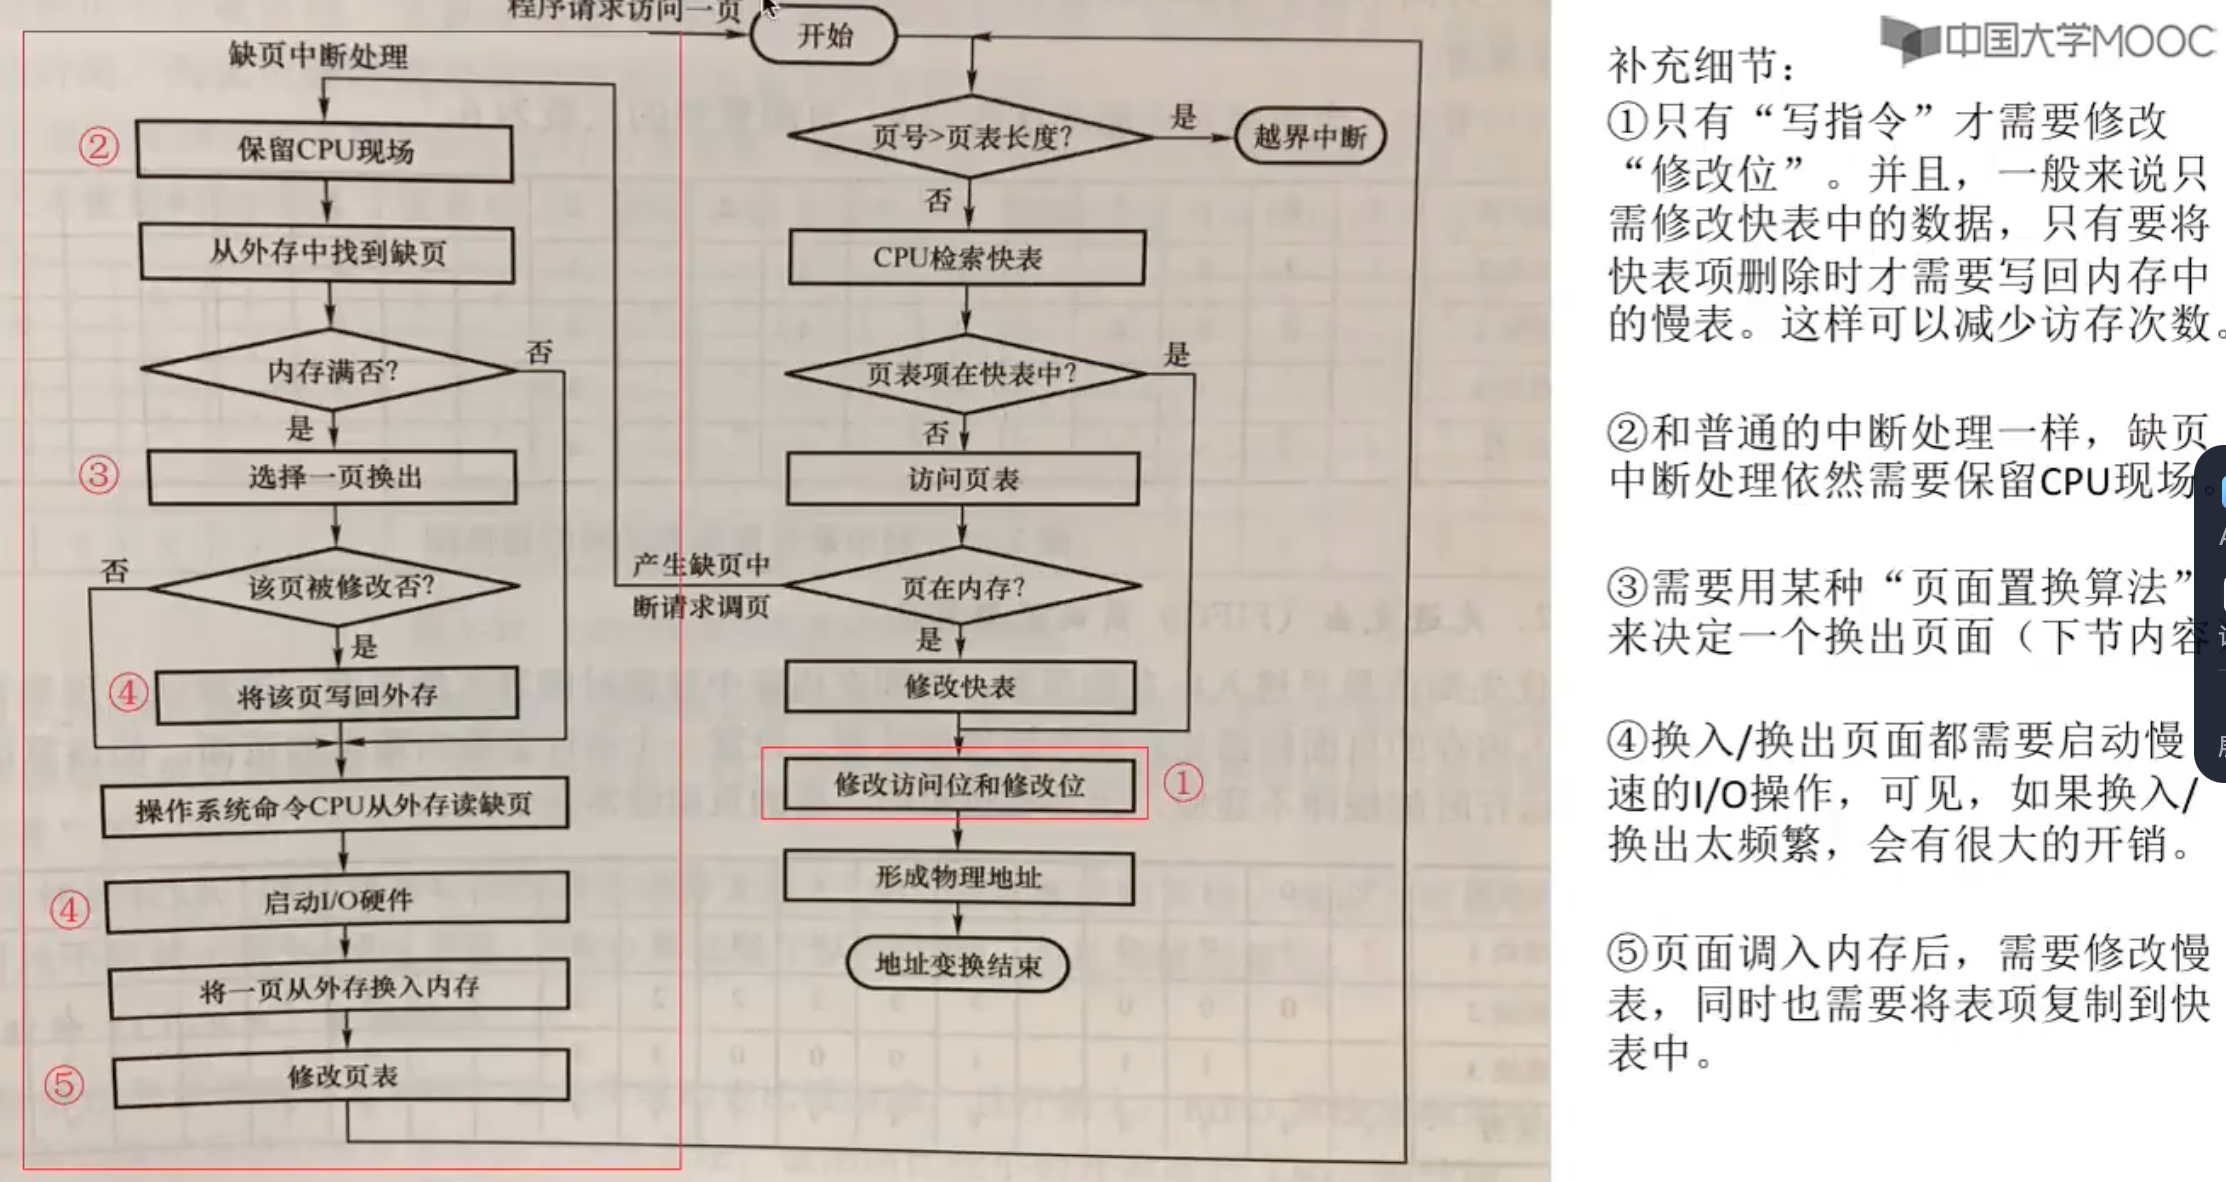 程序请求访问一页
开始
缺页中断处理
②
保留CPU现场
从外存中找到缺页
内存满否?
否
是
③
选择一页换出
该页被修改否?
否
是
④
将该页写回外存
操作系统命令CPU从外存读缺页
④
启动I/O硬件
将一页从外存换入内存
⑤
修改页表
页号>页表长度?
是
越界中断
否
CPU检索快表
页表项在快表中?
是
否
访问页表
产生缺页中
断请求调页
页在内存?
是
修改快表
修改访问位和修改位
①
形成物理地址
地址变换结束
中国大学MOOC
补充细节：
①只有“写指令”才需要修改
“修改位”。并且，一般来说只
需修改快表中的数据，只有要将
快表项删除时才需要写回内存中
的慢表。这样可以减少访存次数。
②和普通的中断处理一样，缺页
中断处理依然需要保留CPU现场。
③需要用某种“页面置换算法”
来决定一个换出页面（下节内容
④换入/换出页面都需要启动慢
速的I/O操作，可见，如果换入/
换出太频繁，会有很大的开销。
⑤页面调入内存后，需要修改慢
表，同时也需要将表项复制到快
表中。